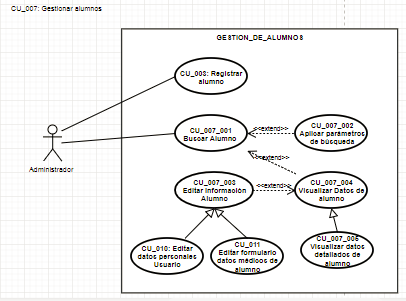 CU_007: Gestionar alumnos
GESTION_DE_ALUMNOS
CU_003: Registrar
alumno
CU_007_001
Buscar Alumno
<<extend>>
CU_007_002
Aplicar parámetros
de búsqueda
Administrador
<<extend>>
CU_007_003
Editar Información
Alumno
<<extend>>
CU_007_004
Visualizar Datos de
alumno
CU_010: Editar
datos personales
Usuario
CU_011
Editar formulario
datos médicos de
alumno
CU_007_005
Visualizar datos
detallados de
alumno